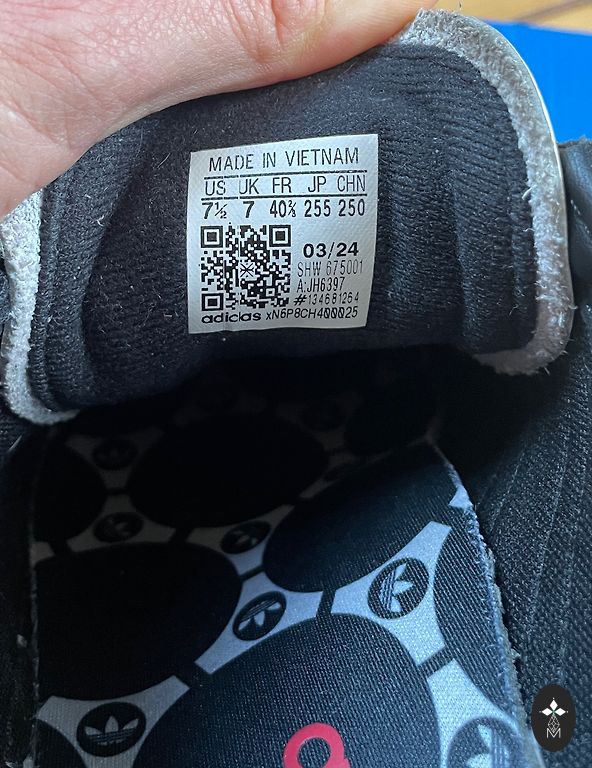 MADE IN VIETNAM
US UK FR JP CHN
7½ 7 40⅔ 255 250
03/24
SHW 675001
A:JH6397
#134681264
adidas xN6P8CH400025
M